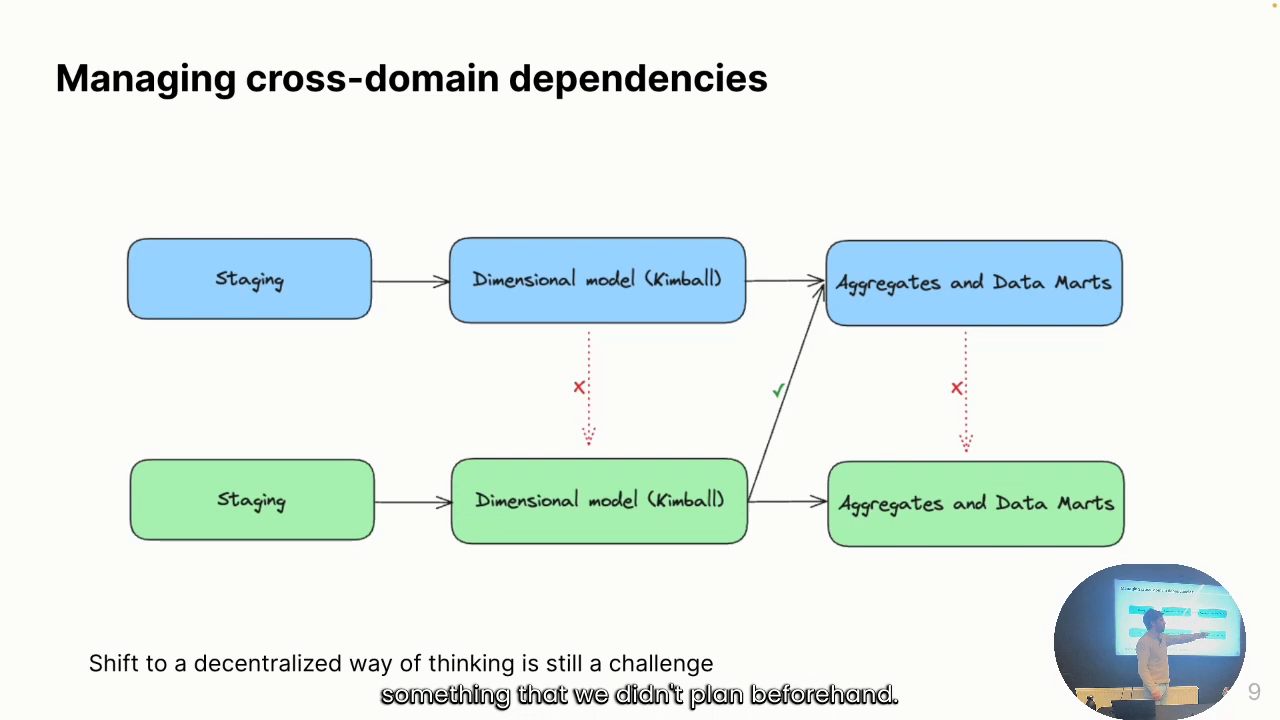 Managing cross-domain dependencies
Staging
Dimensional model (Kimball)
Aggregates and Data Marts
x
✓
x
Staging
Dimensional model (Kimball)
Aggregates and Data Marts
Shift to a decentralized way of thinking is still a challenge
something that we didn't plan beforehand.
9